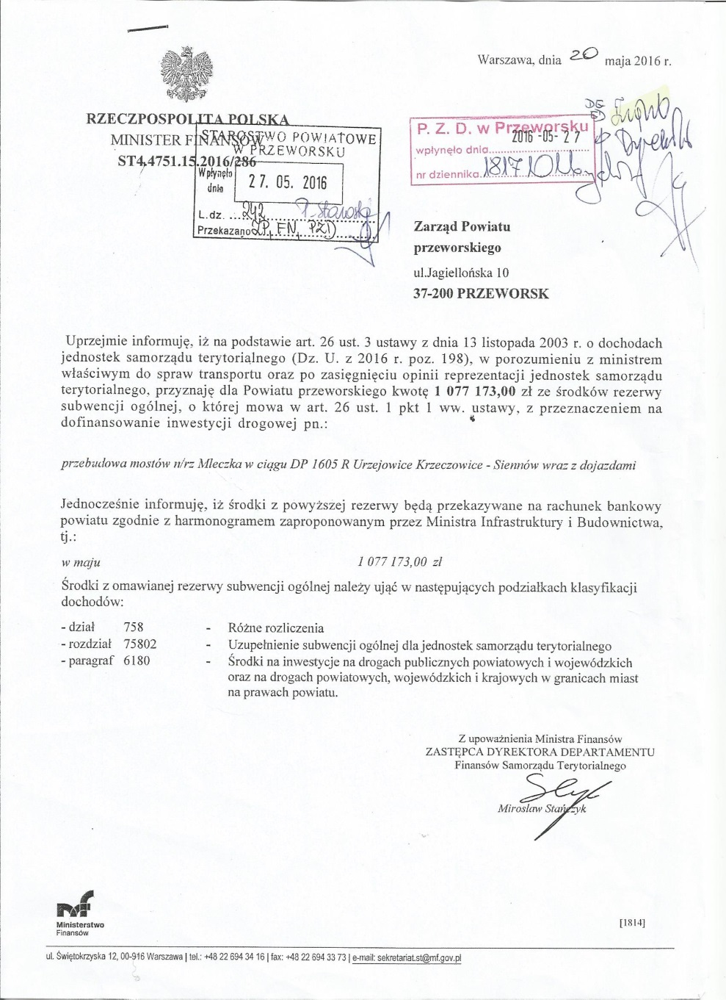 Warszawa, dnia 20 maja 2016 r.
RZECZPOSPOLITA POLSKA
MINISTER FINANSÓW
ST4.4751.15.2016/286
STAROSTWO POWIATOWE
W PRZEWORSKU
Wpłynęło
dnia
27. 05. 2016
L.dz. 242
Przekazano ZP, FN, PZD
P. Z. D. w Przeworsku
2016 -05- 27
wpłynęło dnia
nr dziennika 1817
Zarząd Powiatu
przeworskiego
ul.Jagiellońska 10
37-200 PRZEWORSK
Uprzejmie informuję, iż na podstawie art. 26 ust. 3 ustawy z dnia 13 listopada 2003 r. o dochodach
jednostek samorządu terytorialnego (Dz. U. z 2016 r. poz. 198), w porozumieniu z ministrem
właściwym do spraw transportu oraz po zasięgnięciu opinii reprezentacji jednostek samorządu
terytorialnego, przyznaję dla Powiatu przeworskiego kwotę 1 077 173,00 zł ze środków rezerwy
subwencji ogólnej, o której mowa w art. 26 ust. 1 pkt 1 ww. ustawy, z przeznaczeniem na
dofinansowanie inwestycji drogowej pn.:
przebudowa mostów n/rz Mleczka w ciągu DP 1605 R Urzejowice Krzeczowice - Siennów wraz z dojazdami
Jednocześnie informuję, iż środki z powyższej rezerwy będą przekazywane na rachunek bankowy
powiatu zgodnie z harmonogramem zaproponowanym przez Ministra Infrastruktury i Budownictwa,
tj.:
w maju 1 077 173,00 zł
Środki z omawianej rezerwy subwencji ogólnej należy ująć w następujących podziałkach klasyfikacji
dochodów:
- dział 758 - Różne rozliczenia
- rozdział 75802 - Uzupełnienie subwencji ogólnej dla jednostek samorządu terytorialnego
- paragraf 6180 - Środki na inwestycje na drogach publicznych powiatowych i wojewódzkich
oraz na drogach powiatowych, wojewódzkich i krajowych w granicach miast
na prawach powiatu.
Z upoważnienia Ministra Finansów
ZASTĘPCA DYREKTORA DEPARTAMENTU
Finansów Samorządu Terytorialnego
Mirosław Stańczyk
mf
Ministerstwo
Finansów
[1814]
ul. Świętokrzyska 12, 00-916 Warszawa | tel.: +48 22 694 34 16 | fax: +48 22 694 33 73 | e-mail: sekretariat.st@mf.gov.pl